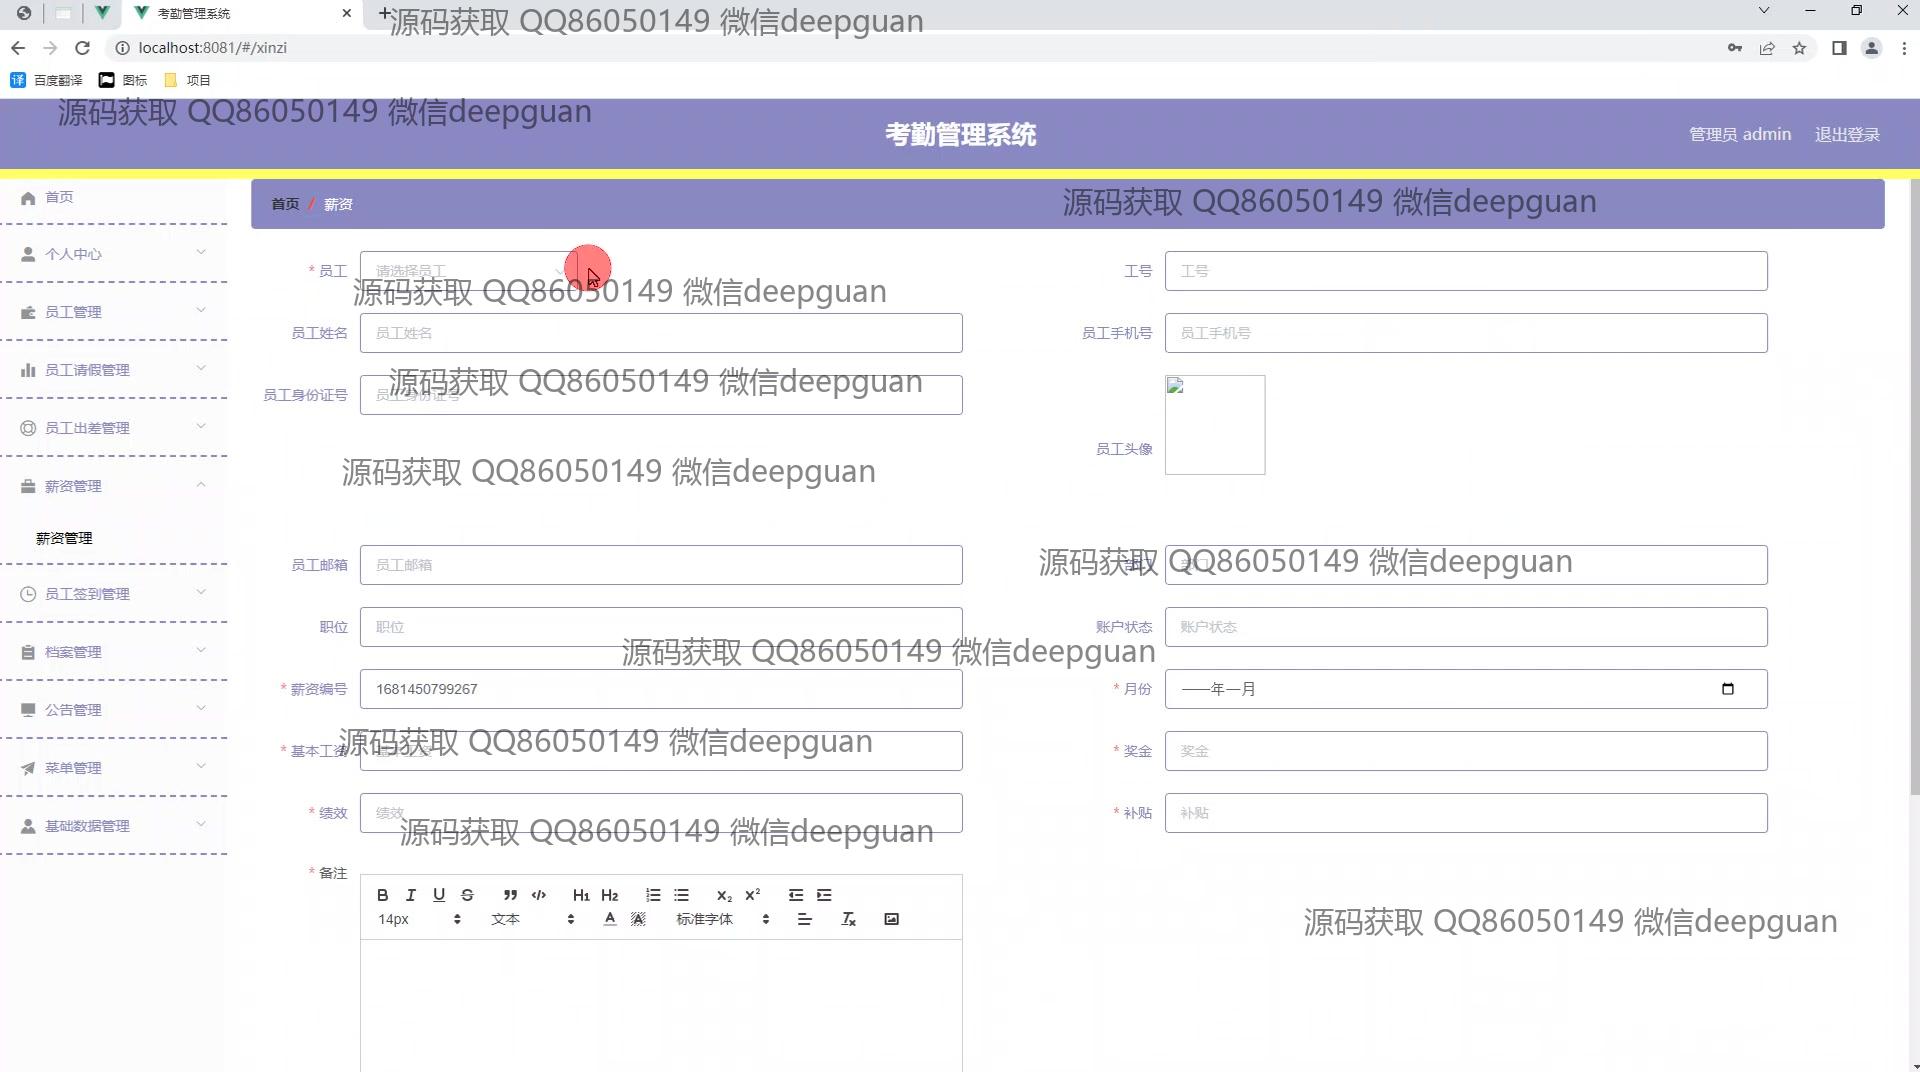 考勤管理系统
源码获取 QQ86050149 微信deepguan
localhost:8081/#/xinzi
译 百度翻译 图标 项目
源码获取 QQ86050149 微信deepguan
考勤管理系统
管理员 admin 退出登录
首页
首页 / 薪资
源码获取 QQ86050149 微信deepguan
个人中心
* 员工 请选择员工
工号 工号
源码获取 QQ86050149 微信deepguan
员工管理
员工姓名 员工姓名
员工手机号 员工手机号
员工请假管理
源码获取 QQ86050149 微信deepguan
员工身份证号 员工身份证号
员工出差管理
员工头像
源码获取 QQ86050149 微信deepguan
薪资管理
薪资管理
员工邮箱 员工邮箱
部门 部门
源码获取 QQ86050149 微信deepguan
员工签到管理
职位 职位
账户状态 账户状态
源码获取 QQ86050149 微信deepguan
档案管理
* 薪资编号 1681450799267
* 月份 ----年--月
公告管理
源码获取 QQ86050149 微信deepguan
* 基本工资 基本工资
* 奖金 奖金
菜单管理
* 绩效 绩效
* 补贴 补贴
源码获取 QQ86050149 微信deepguan
基础数据管理
* 备注
B I U S H1 H2 X2 X2
14px 文本 A A 标准字体 Tx
源码获取 QQ86050149 微信deepguan